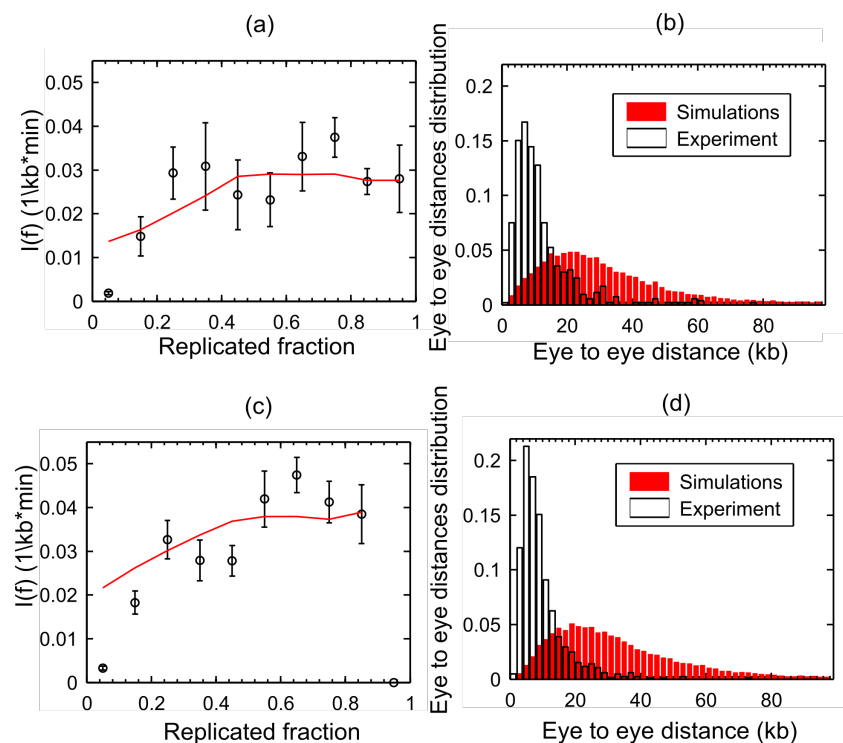 (a)
I(f) (1\kb*min)
0.05
0.04
0.03
0.02
0.01
0
0 0.2 0.4 0.6 0.8 1
Replicated fraction
(b)
Eye to eye distances distribution
0.2
0.15
0.1
0.05
0
0 20 40 60 80
Eye to eye distance (kb)
Simulations
Experiment
(c)
I(f) (1\kb*min)
0.05
0.04
0.03
0.02
0.01
0
0 0.2 0.4 0.6 0.8 1
Replicated fraction
(d)
Eye to eye distances distribution
0.2
0.15
0.1
0.05
0
0 20 40 60 80
Eye to eye distance (kb)
Simulations
Experiment